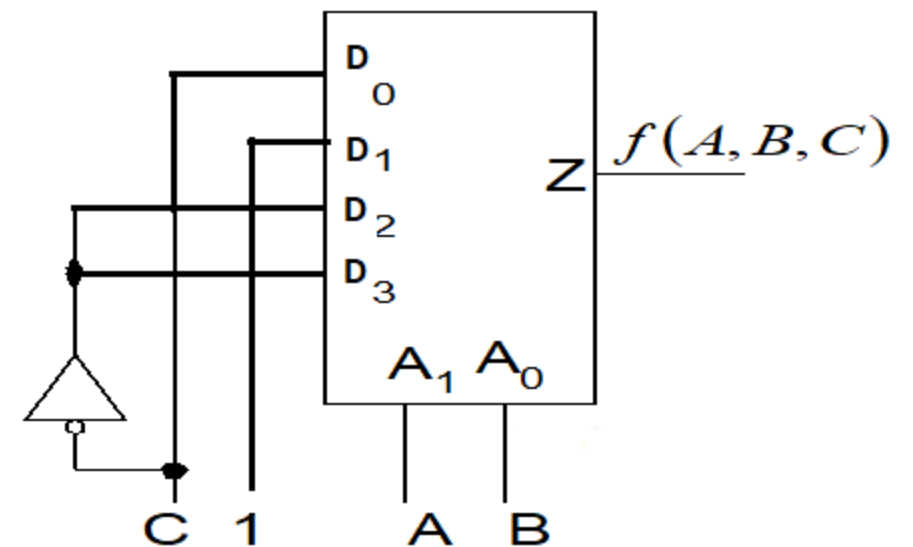 D0
D1
D2
D3
Z
f(A, B, C)
A1 A0
C 1 A B